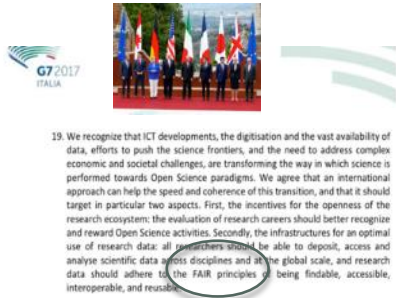 G7 2017
ITALIA
19. We recognize that ICT developments, the digitisation and the vast availability of
data, efforts to push the science frontiers, and the need to address complex
economic and societal challenges, are transforming the way in which science is
performed towards Open Science paradigms. We agree that an international
approach can help the speed and coherence of this transition, and that it should
target in particular two aspects. First, the incentives for the openness of the
research ecosystem: the evaluation of research careers should better recognize
and reward Open Science activities. Secondly, the infrastructures for an optimal
use of research data: all researchers should be able to deposit, access and
analyse scientific data across disciplines and at the global scale, and research
data should adhere to the FAIR principles of being findable, accessible,
interoperable, and reusable